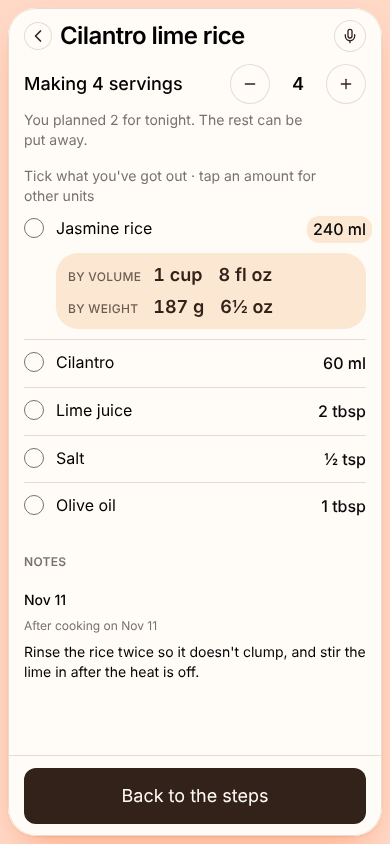 Cilantro lime rice
Making 4 servings
− 4 +
You planned 2 for tonight. The rest can be
put away.
Tick what you've got out · tap an amount for
other units
Jasmine rice 240 ml
BY VOLUME 1 cup 8 fl oz
BY WEIGHT 187 g 6½ oz
Cilantro 60 ml
Lime juice 2 tbsp
Salt ½ tsp
Olive oil 1 tbsp
NOTES
Nov 11
After cooking on Nov 11
Rinse the rice twice so it doesn't clump, and stir the
lime in after the heat is off.
Back to the steps